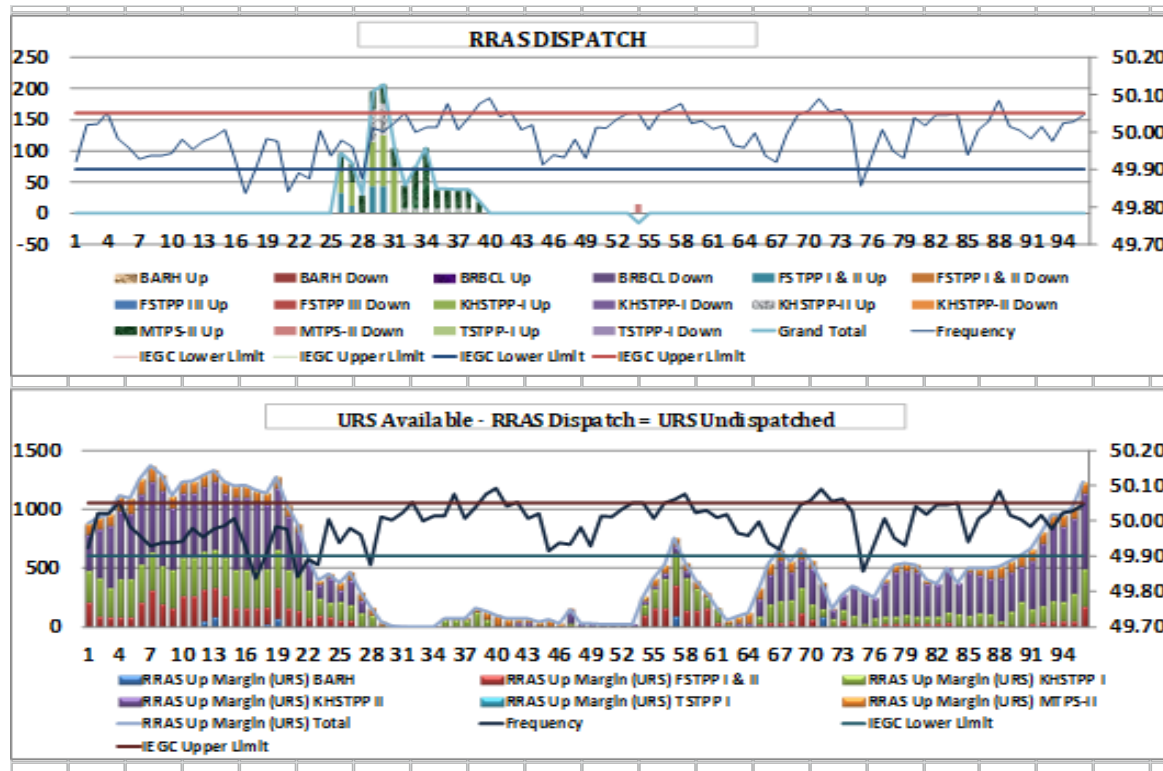 RRAS DISPATCH
250 50.20
200 50.10
150 50.00
100
50 49.90
0 49.80
-50 49.70
1 4 7 10 13 16 19 22 25 28 31 34 37 40 43 46 49 52 55 58 61 64 67 70 73 76 79 82 85 88 91 94
BARH Up BARH Down BRBCL Up BRBCL Down FSTPP I & II Up FSTPP I & II Down
FSTPP III Up FSTPP III Down KHSTPP-I Up KHSTPP-I Down KHSTPP-II Up KHSTPP-II Down
MTPS-II Up MTPS-II Down TSTPP-I Up TSTPP-I Down Grand Total Frequency
IEGC Lower Limit IEGC Upper Limit IEGC Lower Limit IEGC Upper Limit
URS Available - RRAS Dispatch = URS Undispatched
1500 50.20
50.10
1000 50.00
500 49.90
49.80
0 49.70
1 4 7 10 13 16 19 22 25 28 31 34 37 40 43 46 49 52 55 58 61 64 67 70 73 76 79 82 85 88 91 94
RRAS Up Margin (URS) BARH RRAS Up Margin (URS) FSTPP I & II RRAS Up Margin (URS) KHSTPP I
RRAS Up Margin (URS) KHSTPP II RRAS Up Margin (URS) TSTPP I RRAS Up Margin (URS) MTPS-II
RRAS Up Margin (URS) Total Frequency IEGC Lower Limit
IEGC Upper Limit